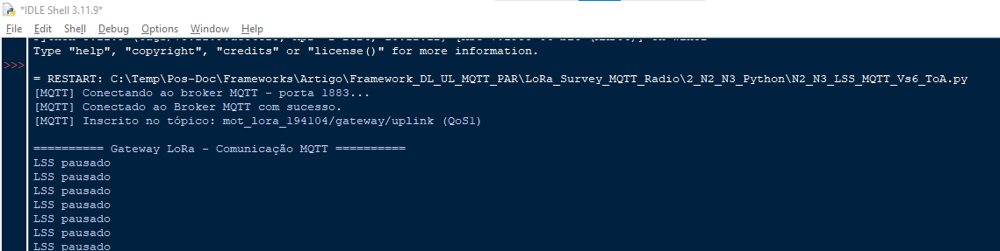 *IDLE Shell 3.11.9*
File Edit Shell Debug Options Window Help
Type "help", "copyright", "credits" or "license()" for more information.
>>>
= RESTART: C:\Temp\Pos-Doc\Frameworks\Artigo\Framework_DL_UL_MQTT_PAR\LoRa_Survey_MQTT_Radio\2_N2_N3_Python\N2_N3_LSS_MQTT_Vs6_ToA.py
[MQTT] Conectando ao broker MQTT - porta 1883...
[MQTT] Conectado ao Broker MQTT com sucesso.
[MQTT] Inscrito no tópico: mot_lora_194104/gateway/uplink (QoS1)
========== Gateway LoRa - Comunicação MQTT ==========
LSS pausado
LSS pausado
LSS pausado
LSS pausado
LSS pausado
LSS pausado
LSS pausado